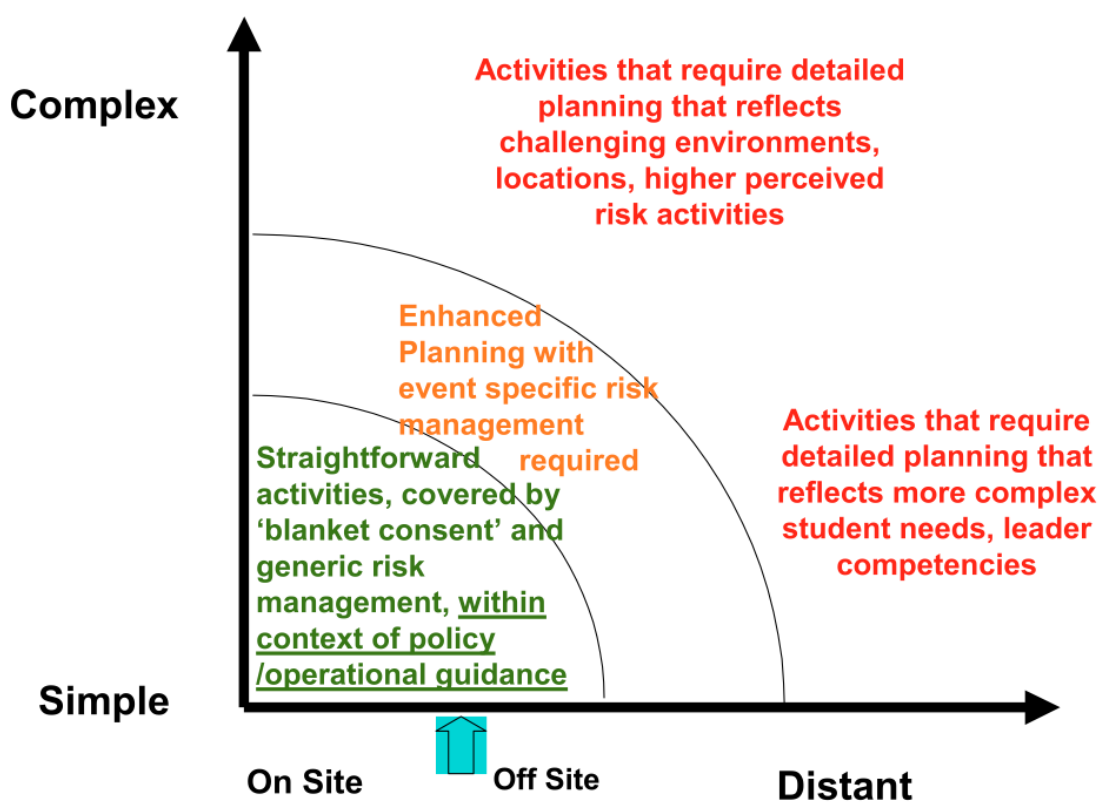 Complex
Activities that require detailed
planning that reflects
challenging environments,
locations, higher perceived
risk activities
Enhanced
Planning with
event specific risk
management
required
Straightforward
activities, covered by
‘blanket consent’ and
generic risk
management, within
context of policy
/operational guidance
Activities that require
detailed planning that
reflects more complex
student needs, leader
competencies
Simple
On Site
Off Site
Distant